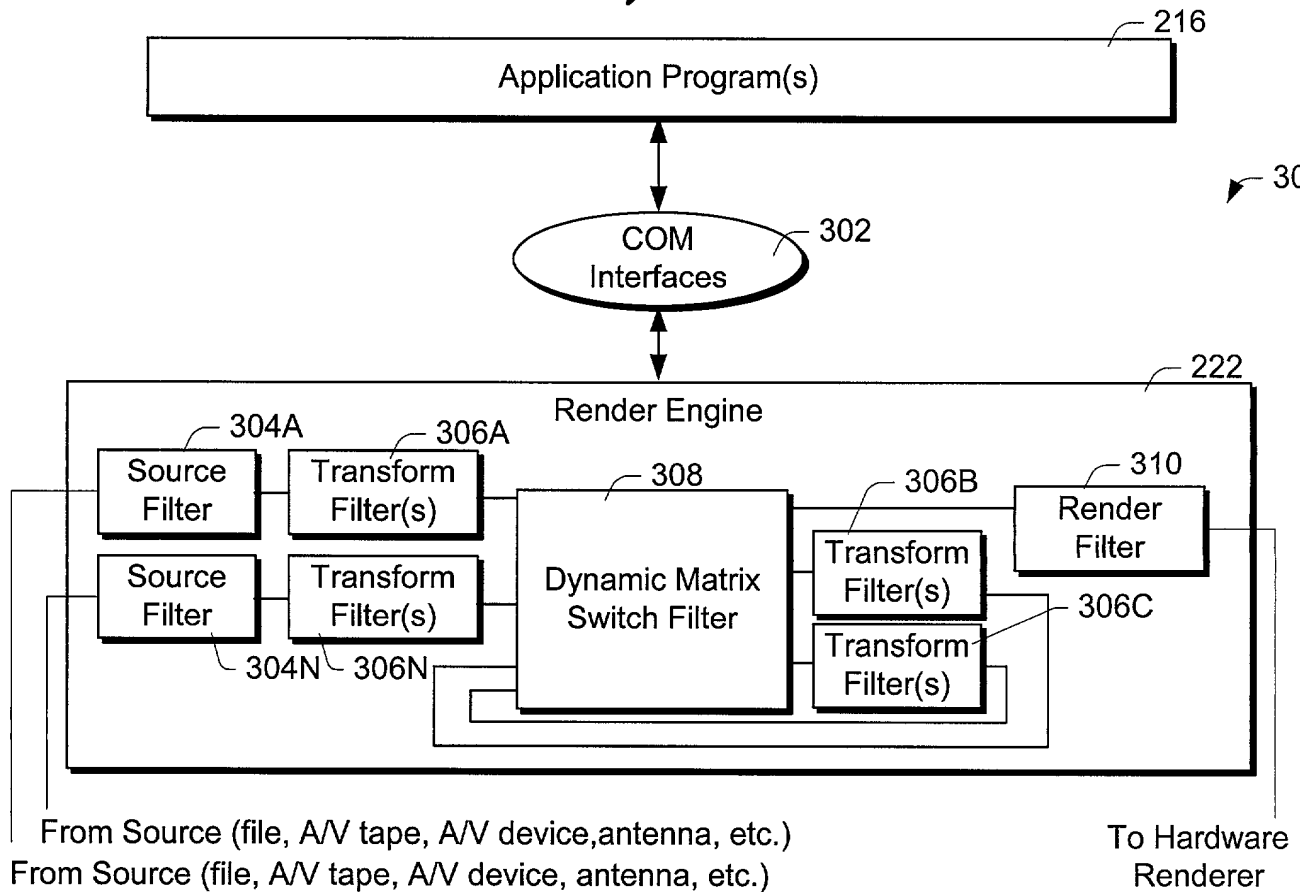 216
Application Program(s)
30
COM
Interfaces
302
222
Render Engine
304A
306A
308
306B
310
Source
Filter
Transform
Filter(s)
Render
Filter
Source
Filter
Transform
Filter(s)
Dynamic Matrix
Switch Filter
Transform
Filter(s)
306C
304N
306N
Transform
Filter(s)
From Source (file, A/V tape, A/V device,antenna, etc.)
From Source (file, A/V tape, A/V device, antenna, etc.)
To Hardware
Renderer